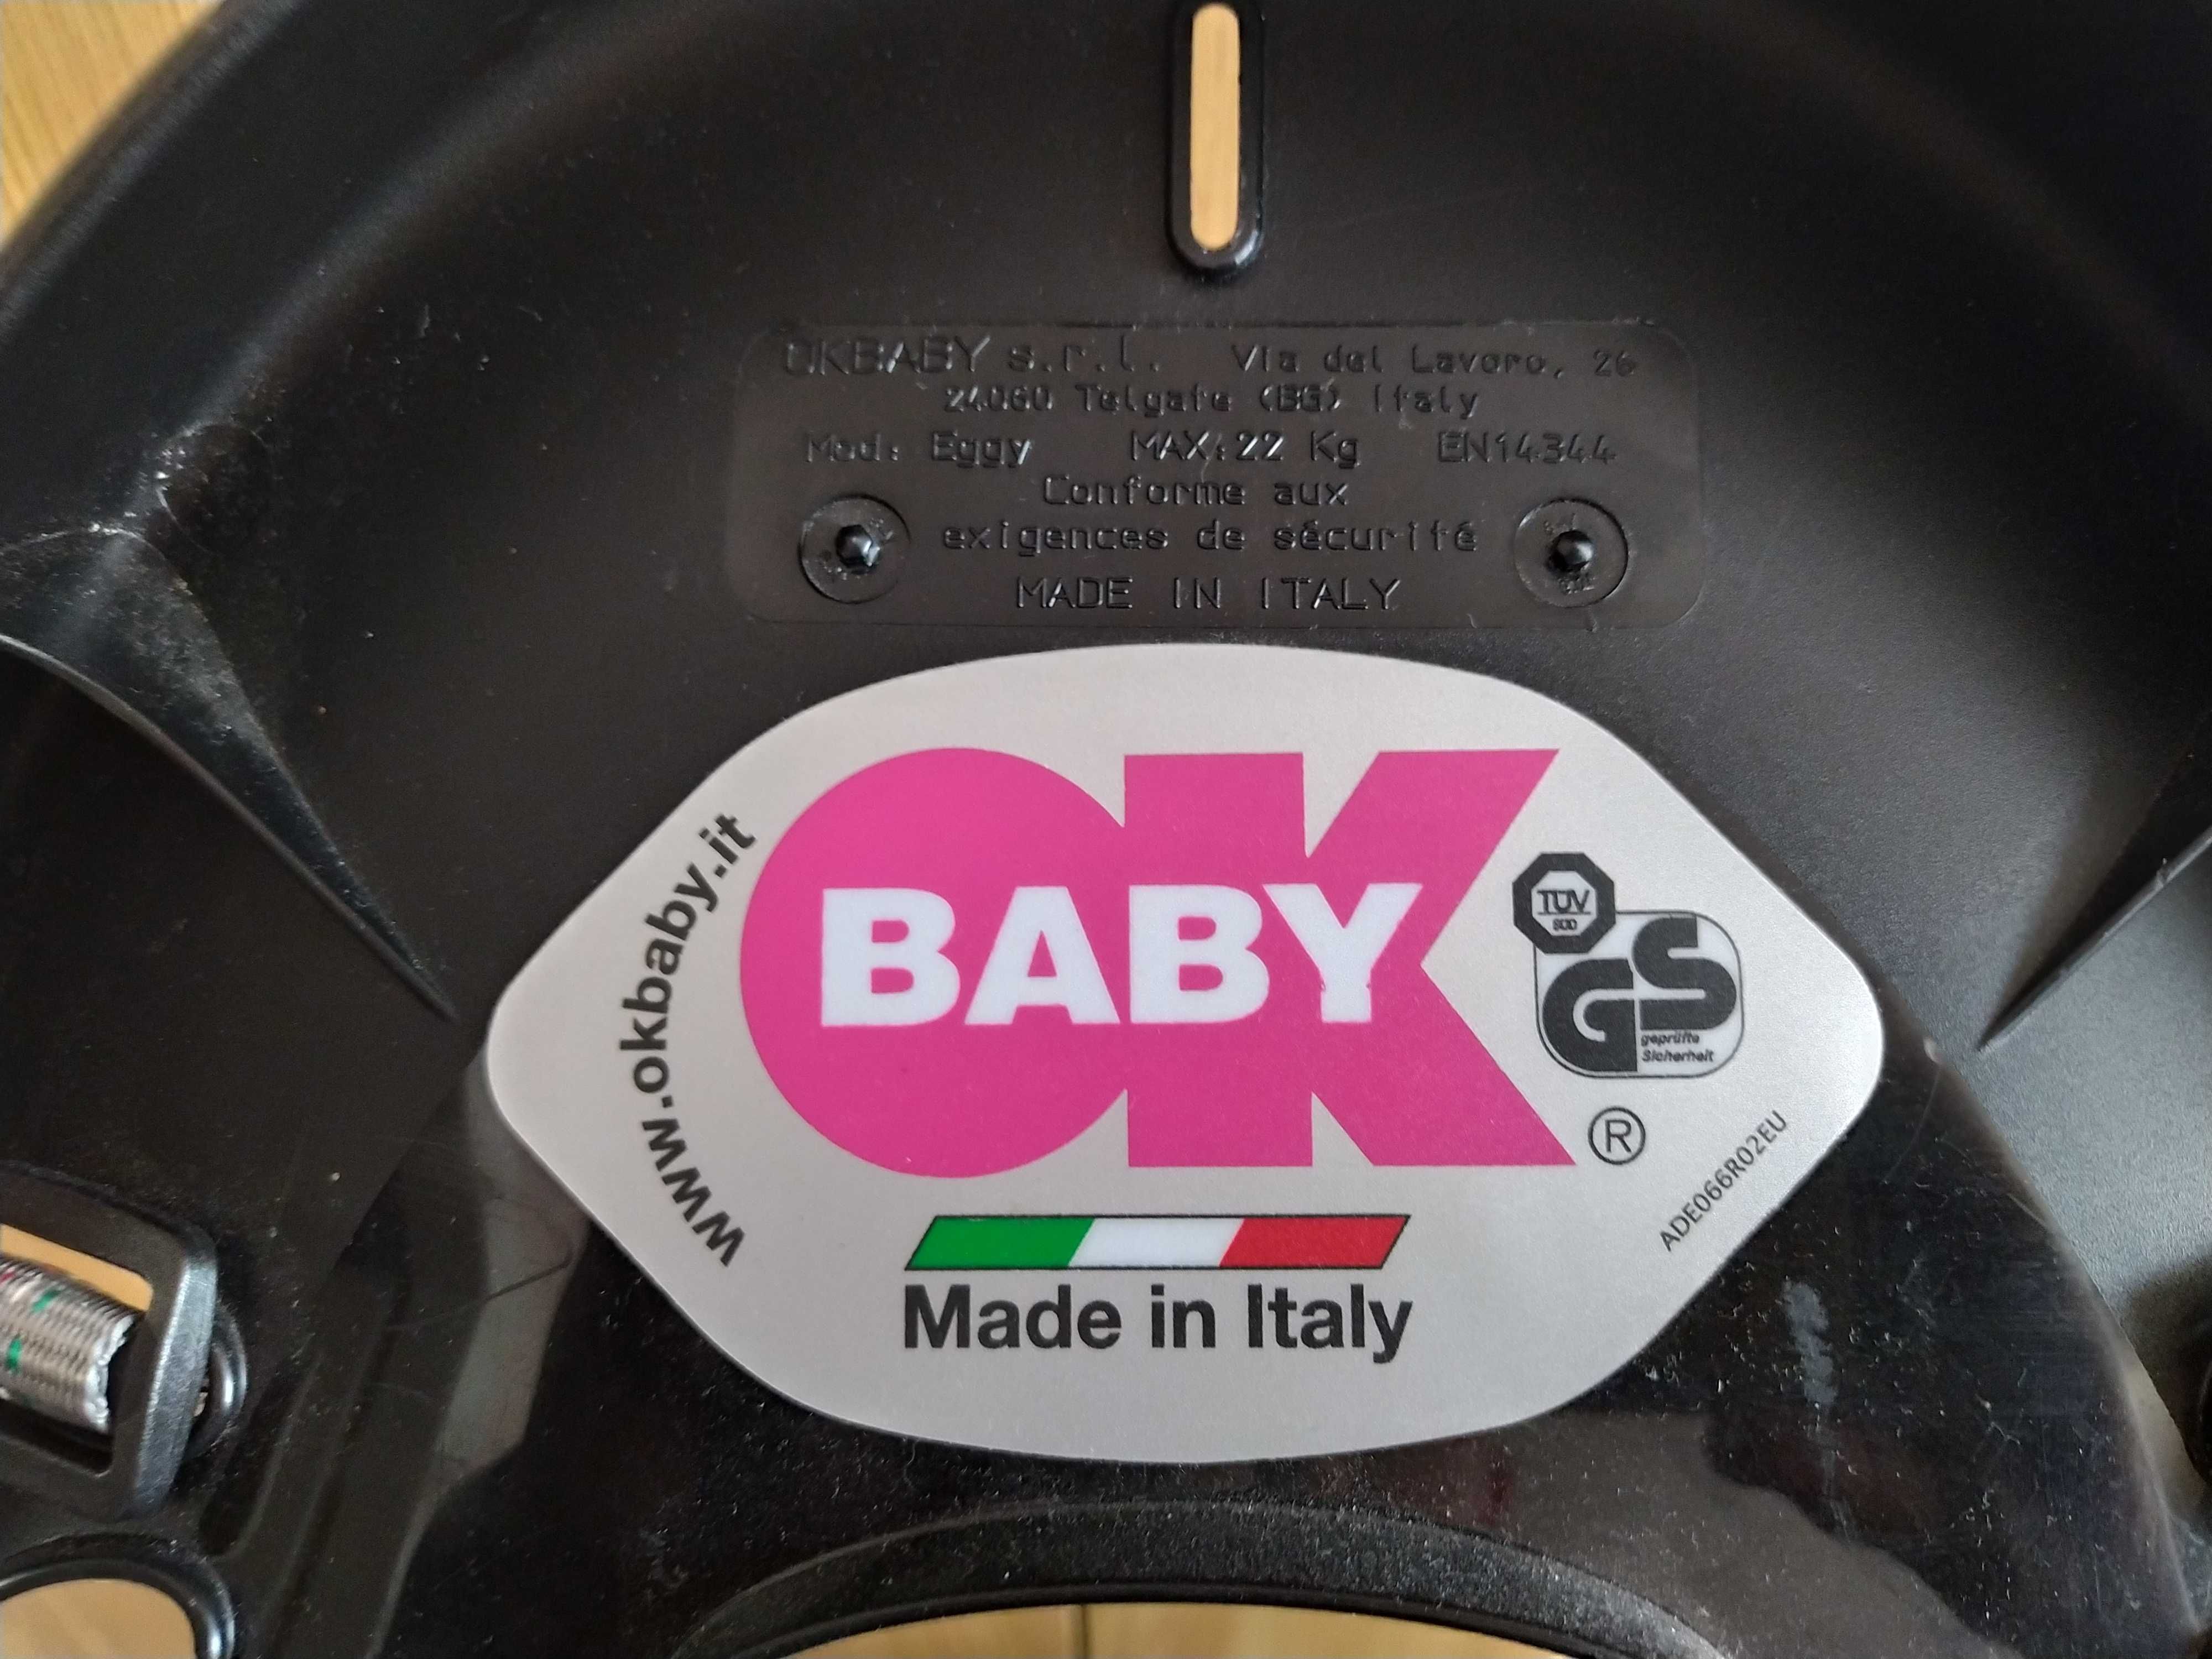 OKBABY s.r.l. Via del Lavoro, 26
24060 Telgate (BG) Italy
Mod: Eggy MAX:22 Kg EN14344
Conforme aux
exigences de sécurité
MADE IN ITALY
www.okbaby.it
OK
BABY
TÜV
SÜD
GS
geprüfte
Sicherheit
®
ADE066R02EU
Made in Italy